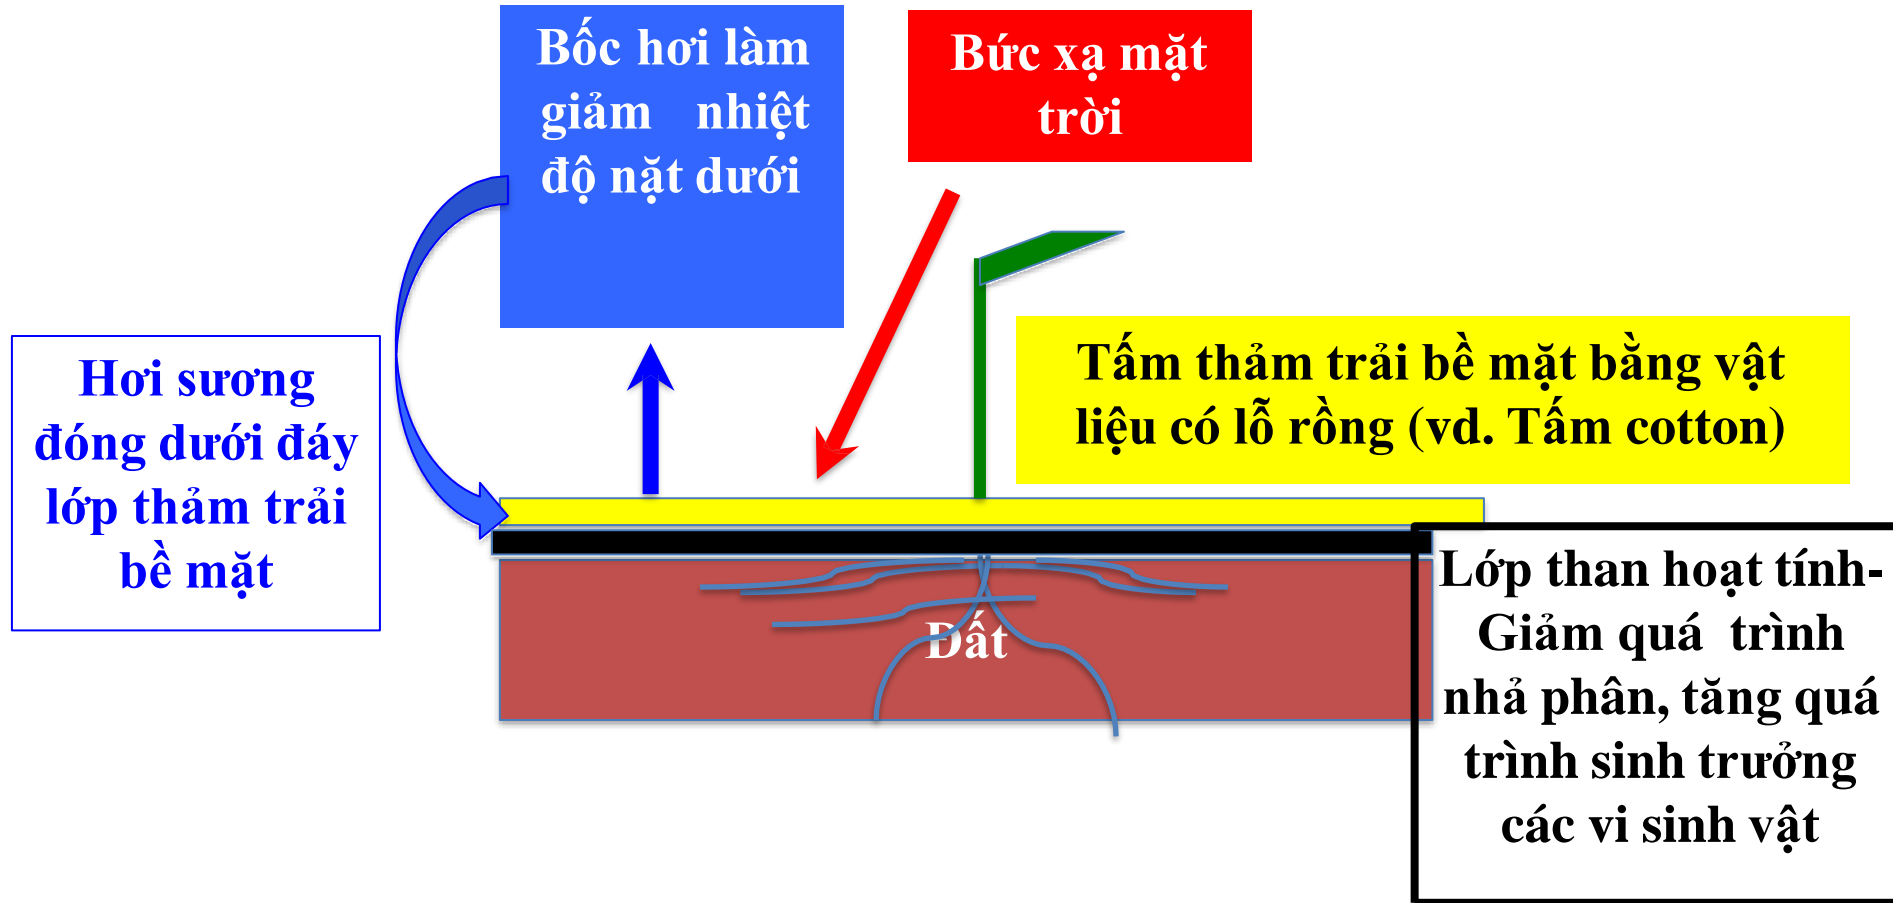 Bốc hơi làm
giảm nhiệt
độ nặt dưới
Bức xạ mặt
trời
Hơi sương
đóng dưới đáy
lớp thảm trải
bề mặt
Tấm thảm trải bề mặt bằng vật
liệu có lỗ rồng (vd. Tấm cotton)
Đất
Lớp than hoạt tính-
Giảm quá trình
nhả phân, tăng quá
trình sinh trưởng
các vi sinh vật